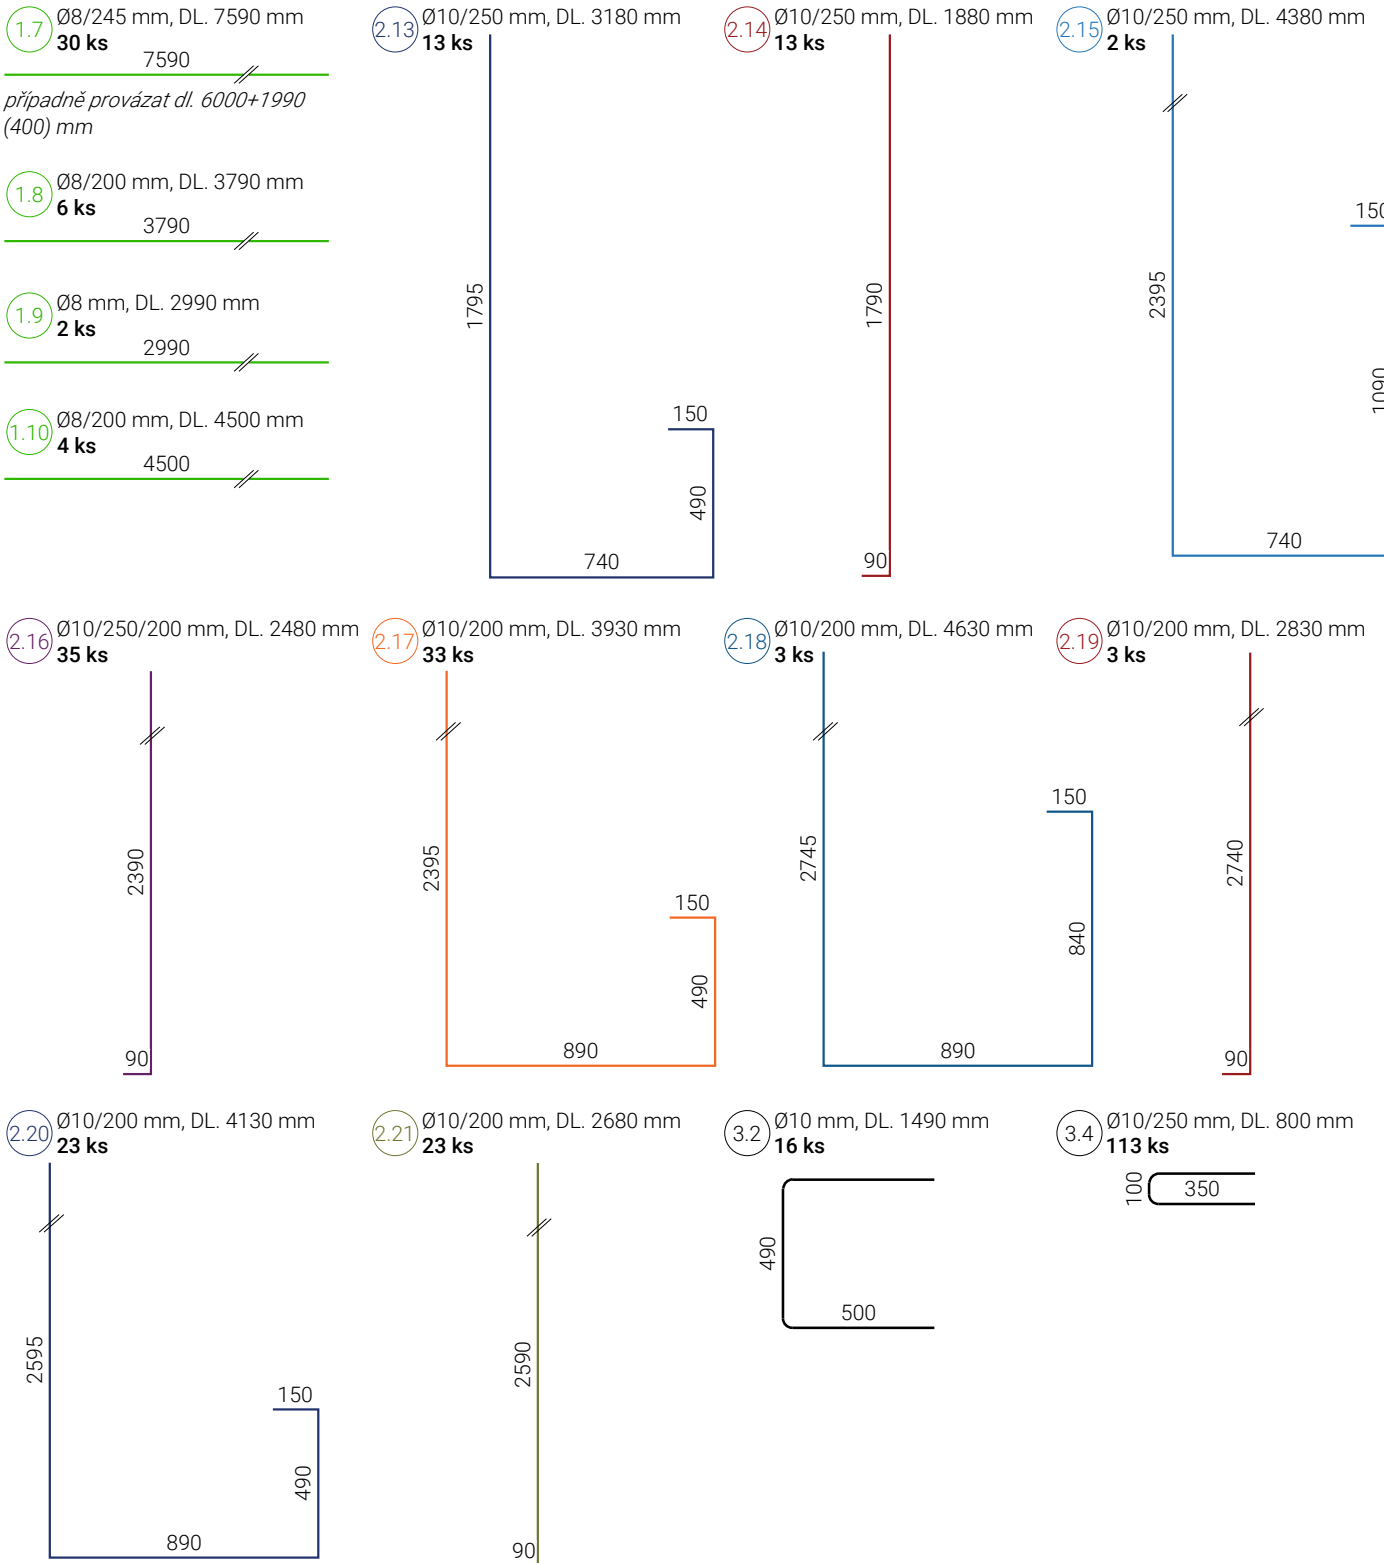 1.7
Ø8/245 mm, DL. 7590 mm
30 ks
7590
případně provázat dl. 6000+1990
(400) mm
1.8
Ø8/200 mm, DL. 3790 mm
6 ks
3790
1.9
Ø8 mm, DL. 2990 mm
2 ks
2990
1.10
Ø8/200 mm, DL. 4500 mm
4 ks
4500
2.13
Ø10/250 mm, DL. 3180 mm
13 ks
1795
150
490
740
2.14
Ø10/250 mm, DL. 1880 mm
13 ks
1790
90
2.15
Ø10/250 mm, DL. 4380 mm
2 ks
2395
150
1090
740
2.16
Ø10/250/200 mm, DL. 2480 mm
35 ks
2390
90
2.17
Ø10/200 mm, DL. 3930 mm
33 ks
2395
150
490
890
2.18
Ø10/200 mm, DL. 4630 mm
3 ks
2745
150
840
890
2.19
Ø10/200 mm, DL. 2830 mm
3 ks
2740
90
2.20
Ø10/200 mm, DL. 4130 mm
23 ks
2595
150
490
890
2.21
Ø10/200 mm, DL. 2680 mm
23 ks
2590
90
3.2
Ø10 mm, DL. 1490 mm
16 ks
490
500
3.4
Ø10/250 mm, DL. 800 mm
113 ks
100
350